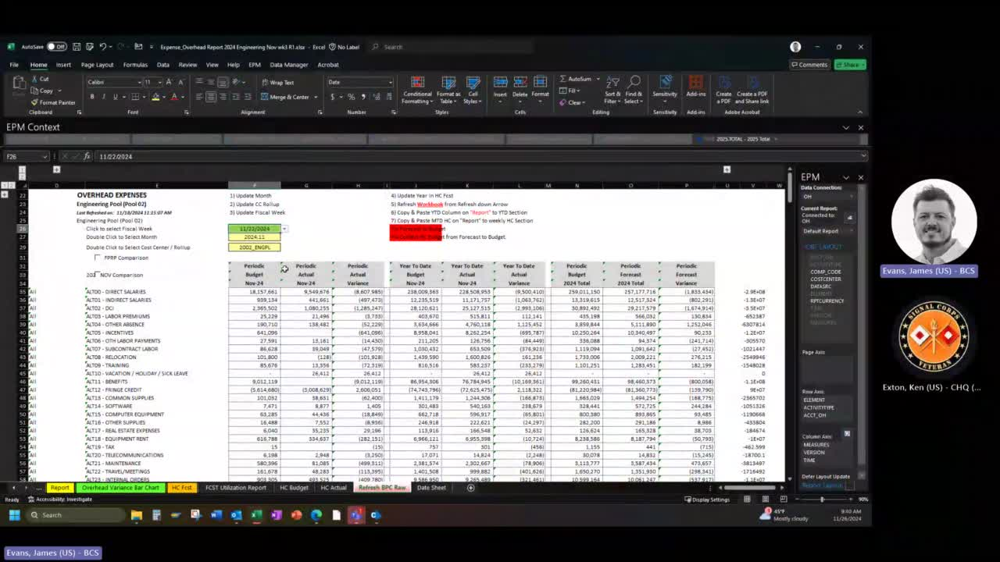 AutoSave Off Expense_Overhead Report 2024 Engineering Nov wk3 R1.xlsx - Excel No Label Search
File Home Insert Page Layout Formulas Data Review View Help EPM Data Manager Acrobat Comments Share
Cut
Copy
Format Painter
Clipboard
Calibri 11
Font
Wrap Text
Merge & Center
Alignment
Date
Number
Conditional Formatting
Format as Table
Cell Styles
Styles
Insert Delete Format
Cells
AutoSum
Fill
Clear
Sort & Filter
Find & Select
Editing
Sensitivity
Sensitivity
Add-ins
Add-ins
Create a PDF
Create a PDF and Share link
Adobe Acrobat
EPM Context
2025.TOTAL - 2025 Total
F26 11/22/2024
D E F G H I J K L M N O P U V W
OVERHEAD EXPENSES 1) Update Month 4) Update Year in HC Fcst
Engineering Pool (Pool 02) 2) Update CC Rollup 5) Refresh Workbook from Refresh down Arrow
Last Refreshed on: 11/18/2024 11:15:07 AM 3) Update Fiscal Week 6) Copy & Paste YTD Column on "Report" to YTD Section
Engineering Pool (Pool 02) 7) Copy & Paste MTD HC on "Report" to weekly HC Section
Click to select Fiscal Week 11/22/2024
Double Click to Select Month 2024.11 from Forecast to Budget.
Double Click to Select Cost Center / Rollup 2002_ENGPL
FPRP Comparison
NOV Comparison
Periodic Periodic Periodic Year To Date Year To Date Year To Date Periodic Periodic Periodic
Budget Actual Actual Budget Actual Actual Budget Forecast Forecast
Nov-24 Nov-24 Variance Nov-24 Nov-24 Variance 2024 Total 2024 Total Variance
All ALT00 - DIRECT SALARIES 18,157,661 9,549,676 (8,607,985) 238,009,363 228,508,953 (9,500,410) 259,011,150 257,177,716 (1,833,434) -2.9E+08
All ALT01 - INDIRECT SALARIES 939,134 441,661 (497,473) 12,235,519 11,171,757 (1,063,762) 13,319,615 12,517,324 (802,291) -1.3E+07
All ALT02 - DCI 2,365,502 1,080,255 (1,285,247) 28,120,621 25,127,515 (2,993,106) 30,892,492 29,217,579 (1,674,914) -3.5E+07
All ALT03 - LABOR PREMIUMS 25,229 21,496 (3,733) 403,670 515,811 112,141 435,198 566,032 130,834 -652387
All ALT04 - OTHER ABSENCE 190,710 138,482 (52,229) 3,634,666 4,760,118 1,125,452 3,859,844 5,111,890 1,252,046 -6307814
All ALT05 - INCENTIVES 641,096 - (641,096) 8,958,041 8,262,254 (695,787) 10,250,264 10,340,497 90,233 -1.2E+07
All ALT06 - OTH LABOR PAYMENTS 27,591 13,161 (14,430) 211,205 126,756 (84,449) 336,088 94,374 (241,714) -305570
All ALT07 - SUBCONTRACT LABOR 86,628 39,048 (47,579) 1,030,432 653,509 (376,923) 1,119,094 1,260,137 141,043 -1441770
All ALT08 - RELOCATION 101,800 (128) (101,928) 1,439,590 1,600,826 161,236 1,733,006 2,009,221 276,215 -2549946
All ALT09 - TRAINING 85,676 13,356 (72,319) 816,516 583,237 (233,279) 1,101,251 1,283,451 182,199 -1548028
ALT10 - VACATION / HOLIDAY / SICK LEAVE - 26,412 26,412 - 26,412 26,412 - - - 0
All ALT11 - BENEFITS 9,012,119 - (9,012,119) 86,954,306 76,784,945 (10,169,361) 99,260,431 98,460,373 (800,058) -1.1E+08
All ALT12 - FRINGE CREDIT (5,614,680) (3,008,629) 2,606,051 (74,743,796) (72,625,475) 2,118,322 (81,220,984) (81,360,773) (139,790) 9E+07
All ALT13 - COMMON SUPPLIES 101,032 38,631 (62,400) 1,411,179 1,244,306 (166,873) 1,663,029 1,494,254 (168,775) -2365702
All ALT14 - SOFTWARE 7,471 8,877 1,405 301,483 540,163 238,679 328,441 572,725 244,284 -1051326
All ALT15 - COMPUTER EQUIPMENT 63,285 44,436 (18,849) 662,718 596,917 (65,801) 800,380 893,865 93,485 -1190666
All ALT16 - OTHER SUPPLIES 16,488 7,552 (8,936) 246,918 222,621 (24,297) 282,200 291,186 8,986 -433804
All ALT17 - REAL ESTATE EXPENSES 6,040 35,235 29,196 113,916 166,548 52,632 126,624 165,328 38,703 -184674
All ALT18 - EQUIPMENT RENT 616,788 334,637 (282,151) 6,966,122 6,955,398 (10,724) 8,238,586 8,187,794 (50,793) -1E+07
All ALT19 - TAX 15 - (15) 757 301 (456) 1,155 441 (715) -462.599
All ALT20 - TELECOMMUNICATIONS 6,198 2,948 (3,250) 17,071 14,824 (2,248) 30,078 14,832 (15,245) -18700.1
All ALT21 - MAINTENANCE 580,396 81,085 (499,311) 2,381,574 2,302,667 (78,906) 3,113,777 3,587,434 473,657 -3813497
All ALT22 - TRAVEL/MEETINGS 161,678 48,283 (113,395) 1,401,508 999,882 (401,626) 1,650,270 1,351,930 (298,341) -1716492
Report Overhead Variance Bar Chart HC Fcst FCST Utilization Report HC Budget HC Actual Refresh BPC Raw Date Sheet
Ready Accessibility: Investigate Display Settings 90%
EPM
Data Connection:
OH
Current Report:
Connected to:
OH
Default Report
COMP_CODE
COSTCENTER
DATASRC
RPTCURRENCY
Page Axis:
Row Axis:
ELEMENT
ACTIVITYTYPE
ACCT_OH
Column Axis:
MEASURES
VERSION
TIME
Defer Layout Update
Search
45°F
Mostly cloudy
9:40 AM
11/26/2024
Evans, James (US) - BCS
SIGNAL CORPS
VETERAN
Exton, Ken (US) - CHQ (...
Evans, James (US) - BCS